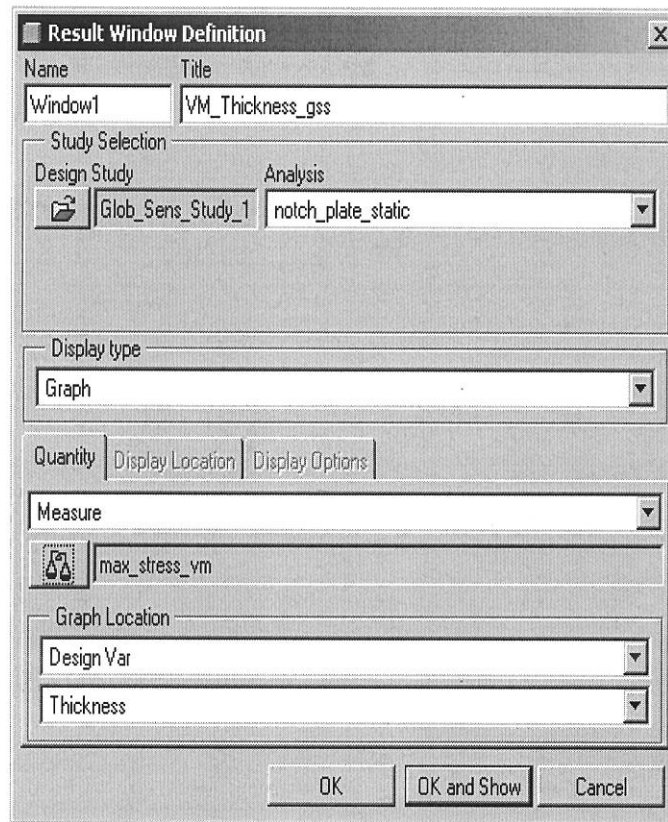 Result Window Definition
Name Title
Window1 VM_Thickness_gss
Study Selection
Design Study Analysis
Glob_Sens_Study_1 notch_plate_static
Display type
Graph
Quantity Display Location Display Options
Measure
max_stress_vm
Graph Location
Design Var
Thickness
OK OK and Show Cancel